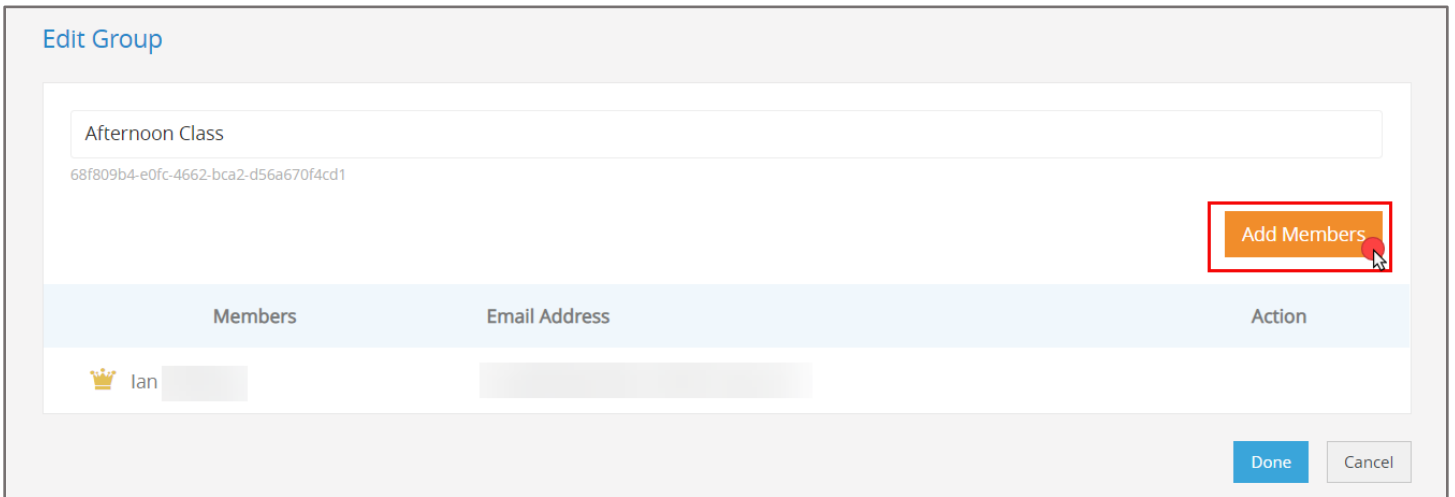 Edit Group
Afternoon Class
68f809b4-e0fc-4662-bca2-d56a670f4cd1
Add Members
Members Email Address Action
Ian
Done Cancel